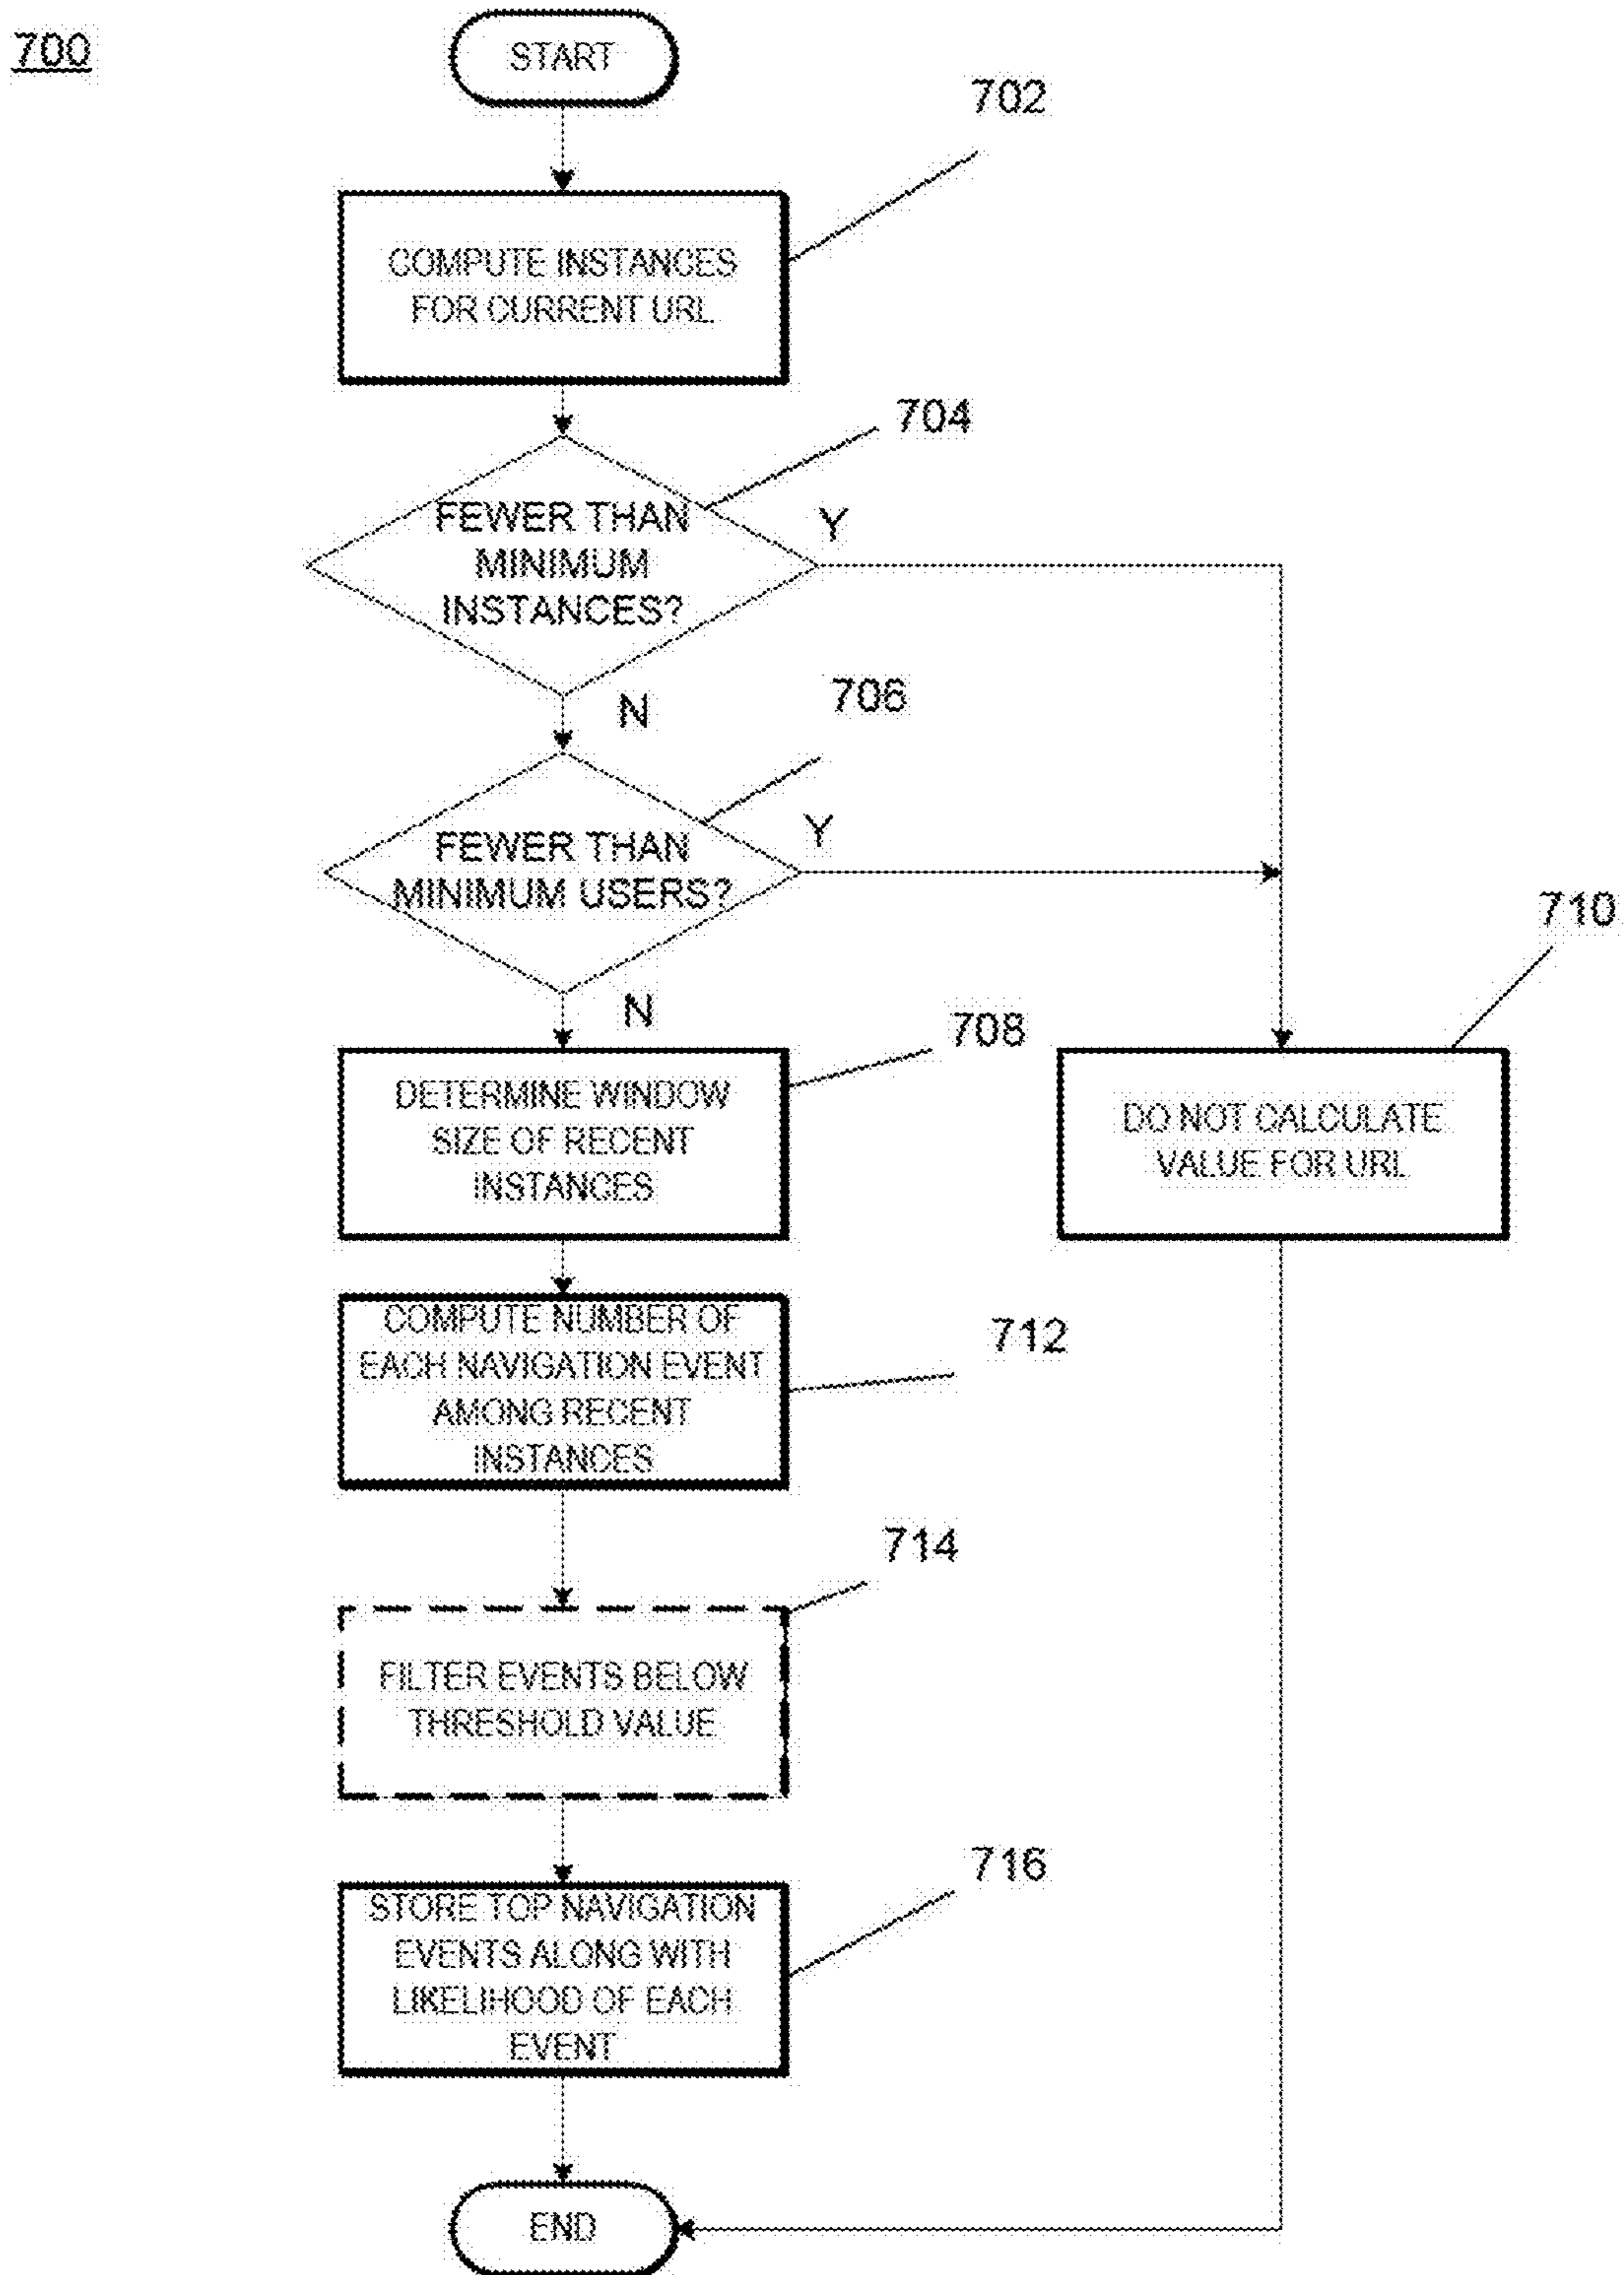 700
START
702
COMPUTE INSTANCES
FOR CURRENT URL
704
FEWER THAN
MINIMUM
INSTANCES?
Y
N
706
FEWER THAN
MINIMUM USERS?
Y
N
708
DETERMINE WINDOW
SIZE OF RECENT
INSTANCES
710
DO NOT CALCULATE
VALUE FOR URL
712
COMPUTE NUMBER OF
EACH NAVIGATION EVENT
AMONG RECENT
INSTANCES
714
FILTER EVENTS BELOW
THRESHOLD VALUE
716
STORE TOP NAVIGATION
EVENTS ALONG WITH
LIKELIHOOD OF EACH
EVENT
END